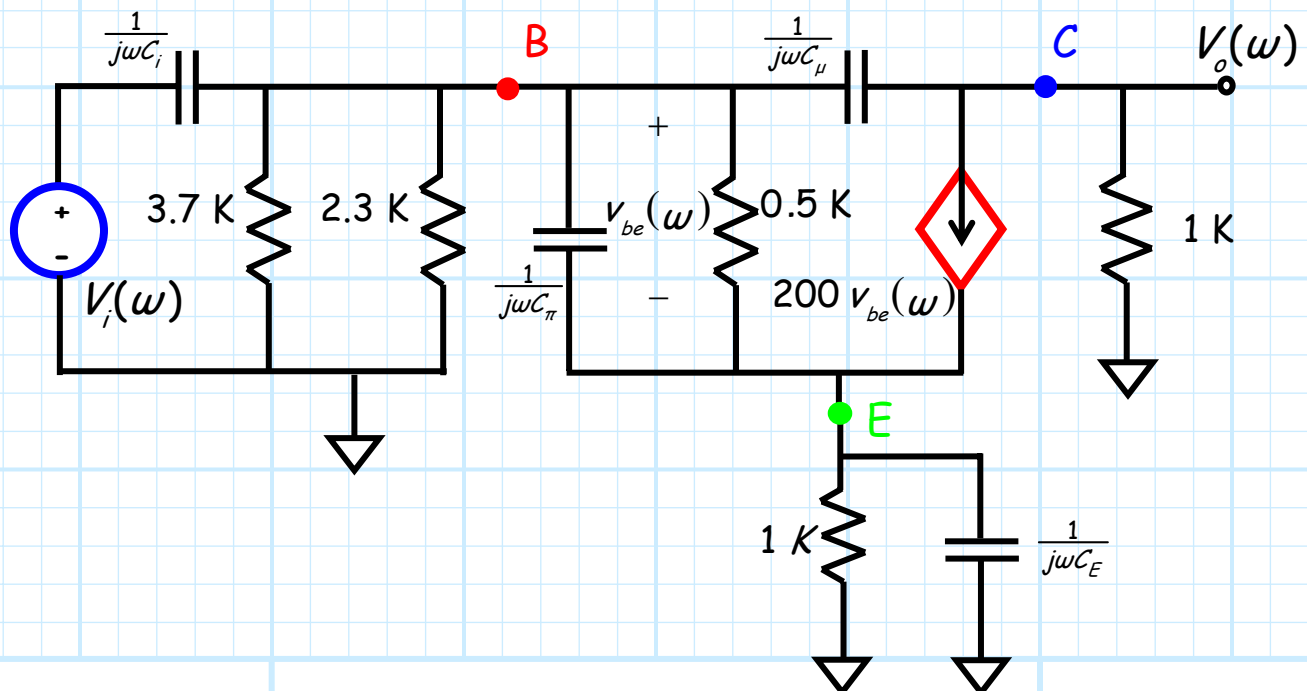 1/jωC_i
B
1/jωC_μ
C
V_o(ω)
+
-
V_i(ω)
3.7 K
2.3 K
1/jωC_π
+
v_be(ω)
–
0.5 K
200 v_be(ω)
1 K
E
1 K
1/jωC_E